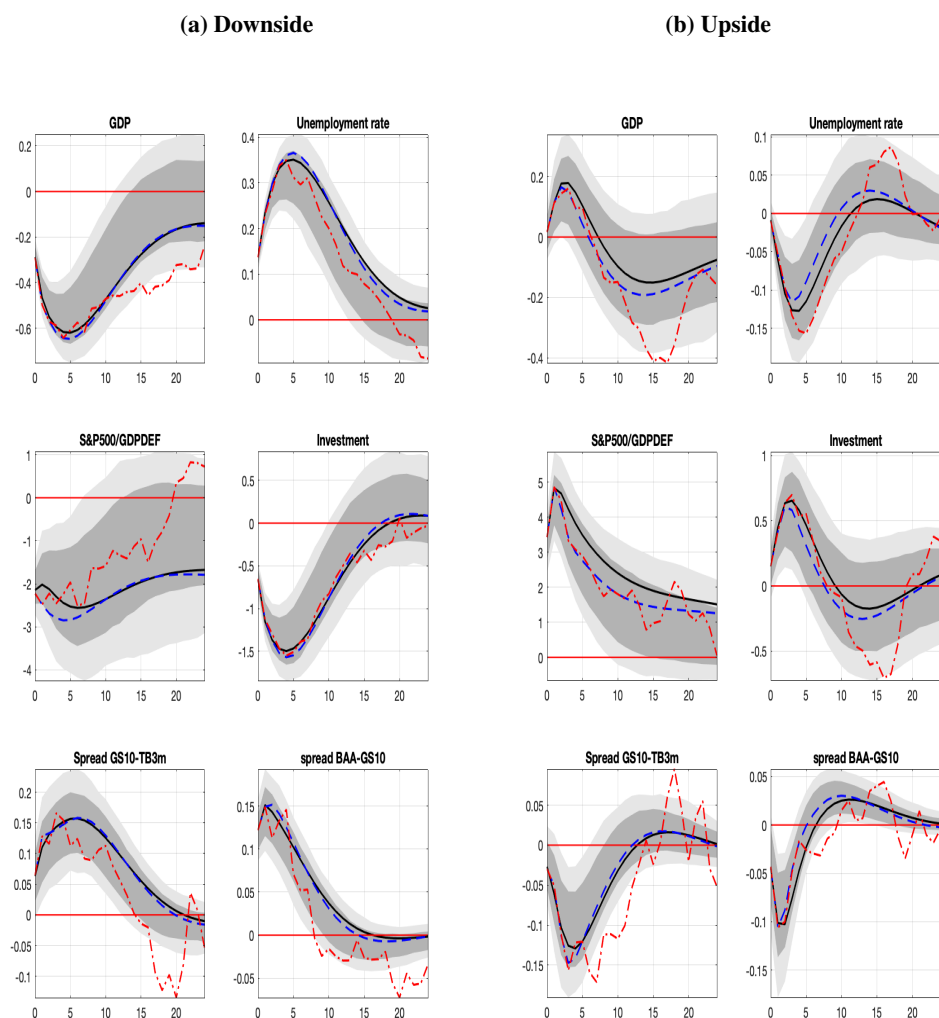 (a) Downside
(b) Upside
GDP
0.2
0
-0.2
-0.4
-0.6
0 5 10 15 20
Unemployment rate
0.4
0.3
0.2
0.1
0
0 5 10 15 20
GDP
0.2
0
-0.2
-0.4
0 5 10 15 20
Unemployment rate
0.1
0.05
0
-0.05
-0.1
-0.15
0 5 10 15 20
S&P500/GDPDEF
1
0
-1
-2
-3
-4
0 5 10 15 20
Investment
0.5
0
-0.5
-1
-1.5
0 5 10 15 20
S&P500/GDPDEF
5
4
3
2
1
0
0 5 10 15 20
Investment
1
0.5
0
-0.5
0 5 10 15 20
Spread GS10-TB3m
0.2
0.15
0.1
0.05
0
-0.05
-0.1
0 5 10 15 20
spread BAA-GS10
0.15
0.1
0.05
0
-0.05
0 5 10 15 20
Spread GS10-TB3m
0.05
0
-0.05
-0.1
-0.15
0 5 10 15 20
spread BAA-GS10
0.05
0
-0.05
-0.1
-0.15
0 5 10 15 20